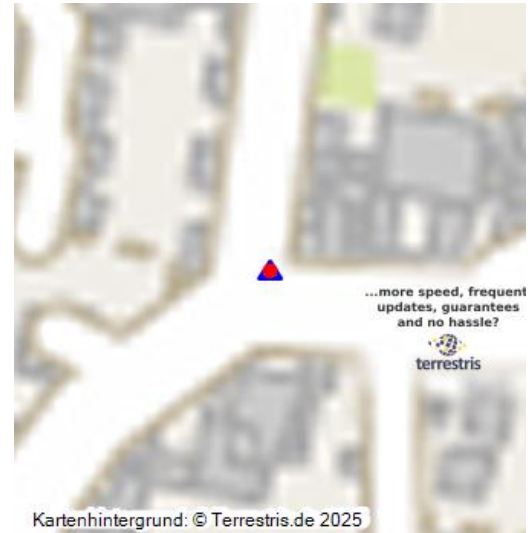 ...more speed, frequent
updates, guarantees
and no hassle?
terrestris
Kartenhintergrund: © Terrestris.de 2025